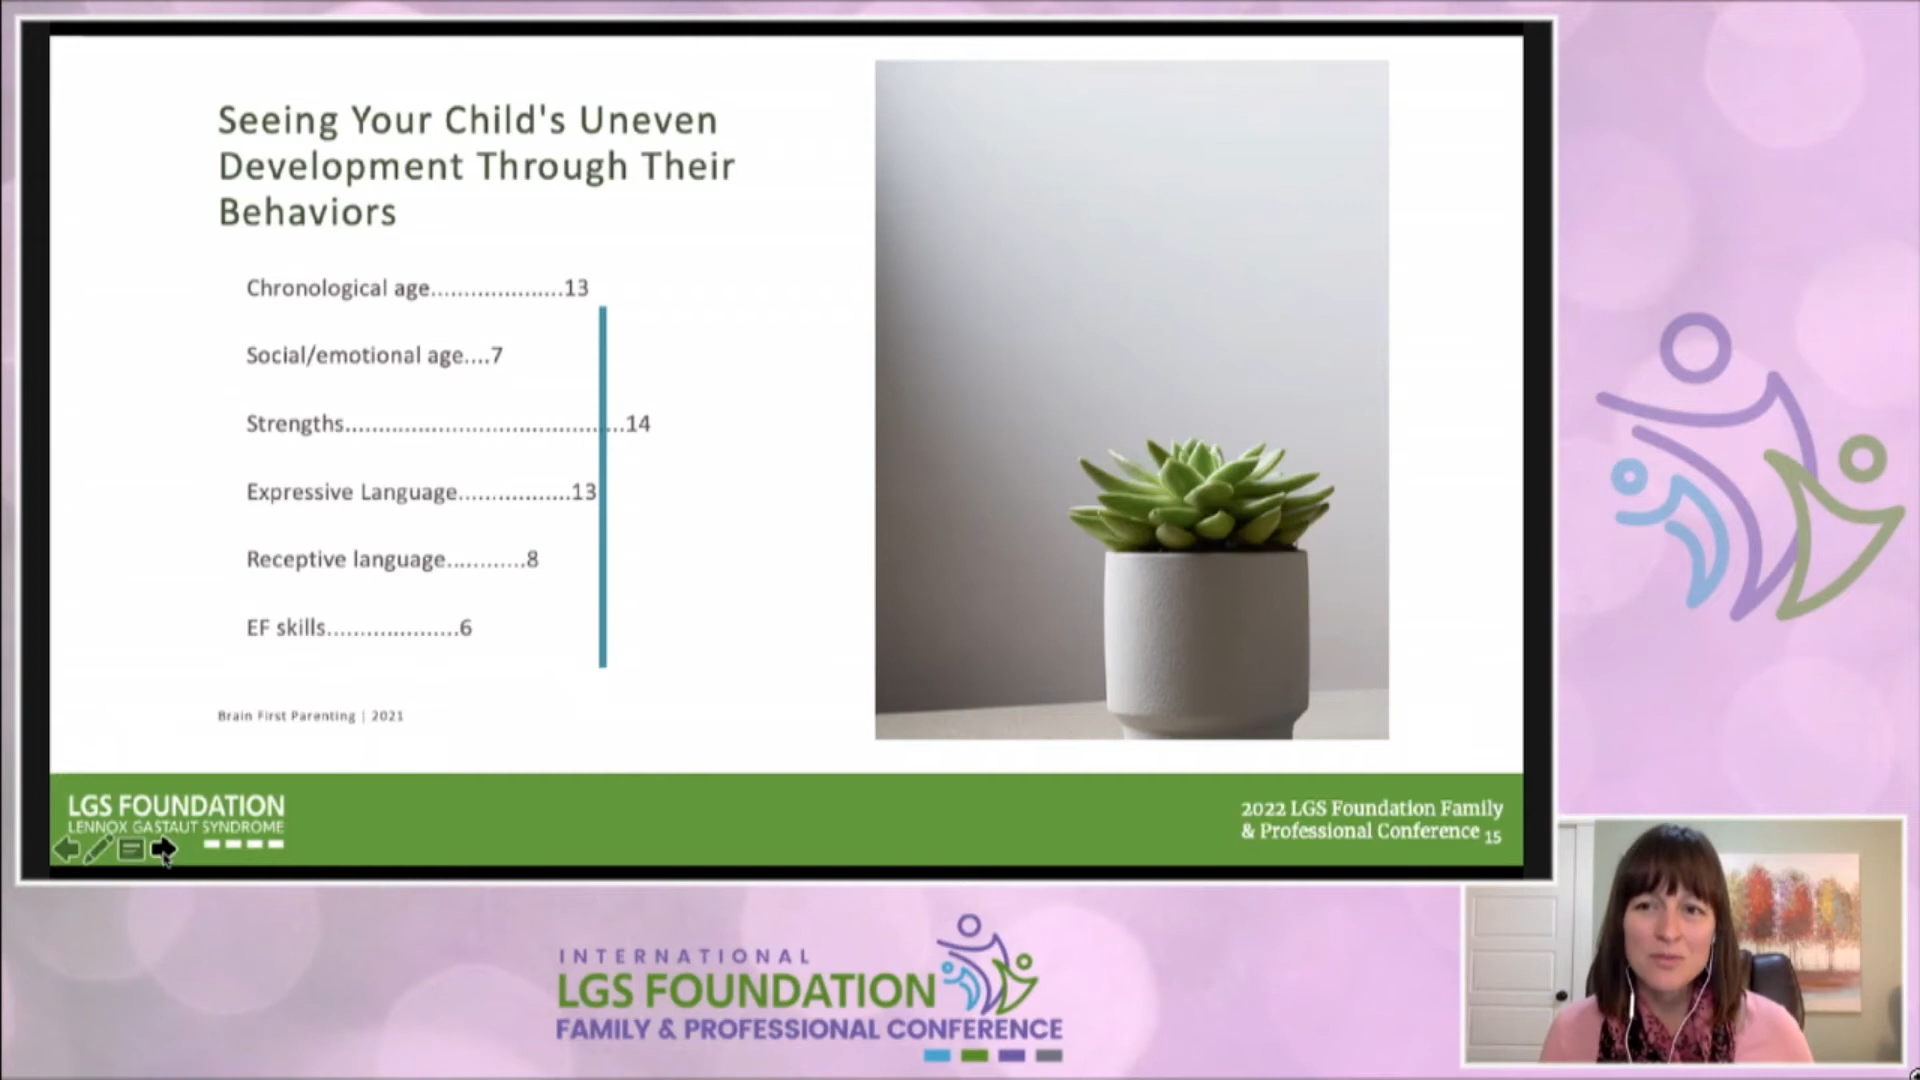 Seeing Your Child's Uneven
Development Through Their
Behaviors
Chronological age....................13
Social/emotional age....7
Strengths..........................................14
Expressive Language.................13
Receptive language............8
EF skills....................6
Brain First Parenting | 2021
LGS FOUNDATION
LENNOX GASTAUT SYNDROME
2022 LGS Foundation Family
& Professional Conference 15
INTERNATIONAL
LGS FOUNDATION
FAMILY & PROFESSIONAL CONFERENCE